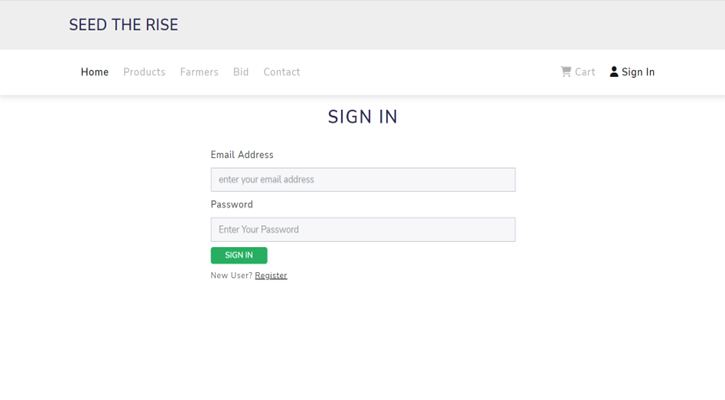 SEED THE RISE
Home Products Farmers Bid Contact Cart Sign In
SIGN IN
Email Address
enter your email address
Password
Enter Your Password
SIGN IN
New User? Register